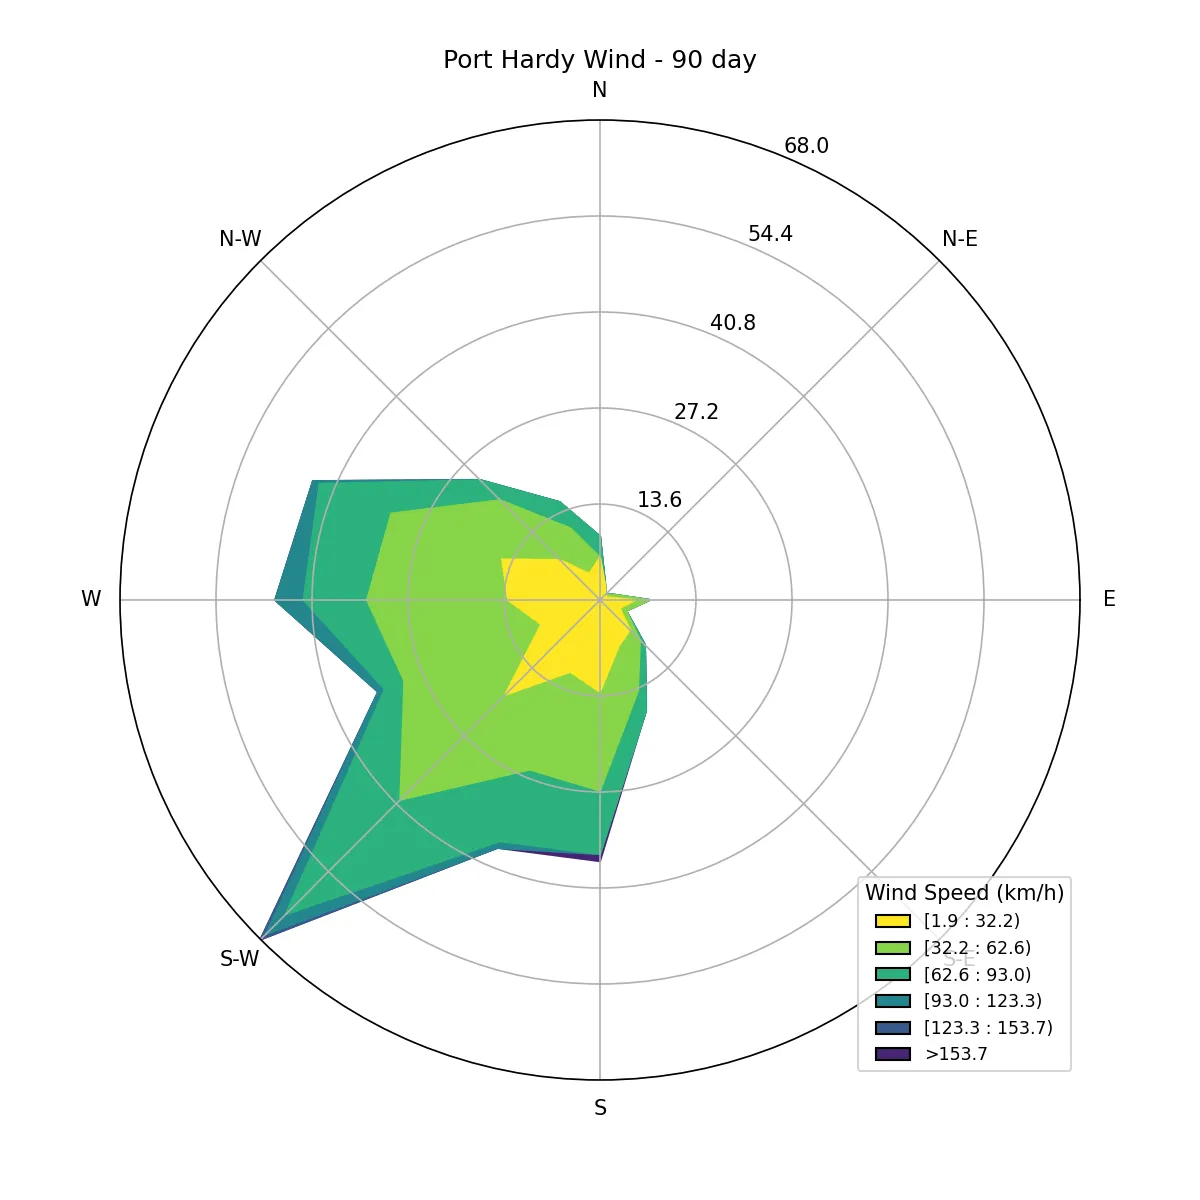 Port Hardy Wind - 90 day
N
68.0
N-W
N-E
54.4
40.8
27.2
13.6
W
E
S-W
S-E
S
Wind Speed (km/h)
[1.9 : 32.2)
[32.2 : 62.6)
[62.6 : 93.0)
[93.0 : 123.3)
[123.3 : 153.7)
>153.7